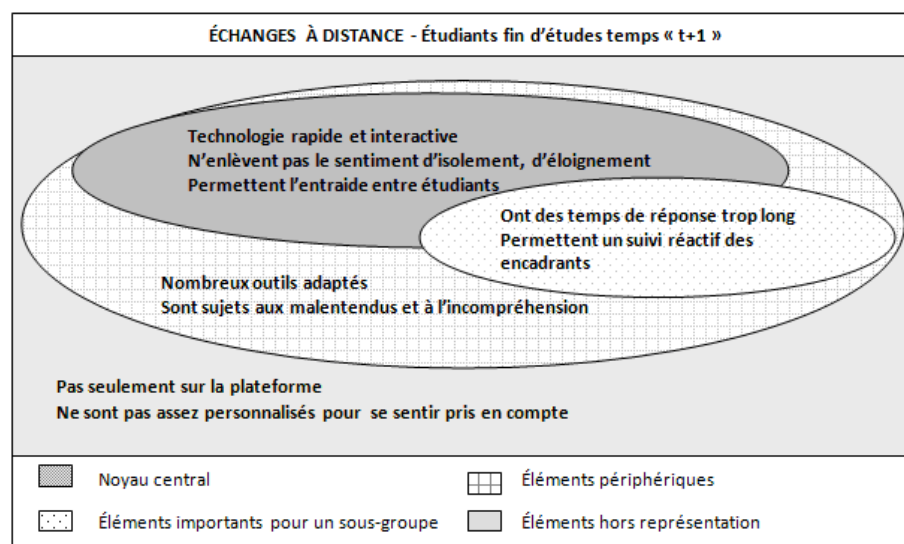 ÉCHANGES À DISTANCE - Étudiants fin d'études temps « t+1 »
Technologie rapide et interactive
N'enlèvent pas le sentiment d'isolement, d'éloignement
Permettent l'entraide entre étudiants
Ont des temps de réponse trop long
Permettent un suivi réactif des
encadrants
Nombreux outils adaptés
Sont sujets aux malentendus et à l'incompréhension
Pas seulement sur la plateforme
Ne sont pas assez personnalisés pour se sentir pris en compte
Noyau central
Éléments périphériques
Éléments importants pour un sous-groupe
Éléments hors représentation